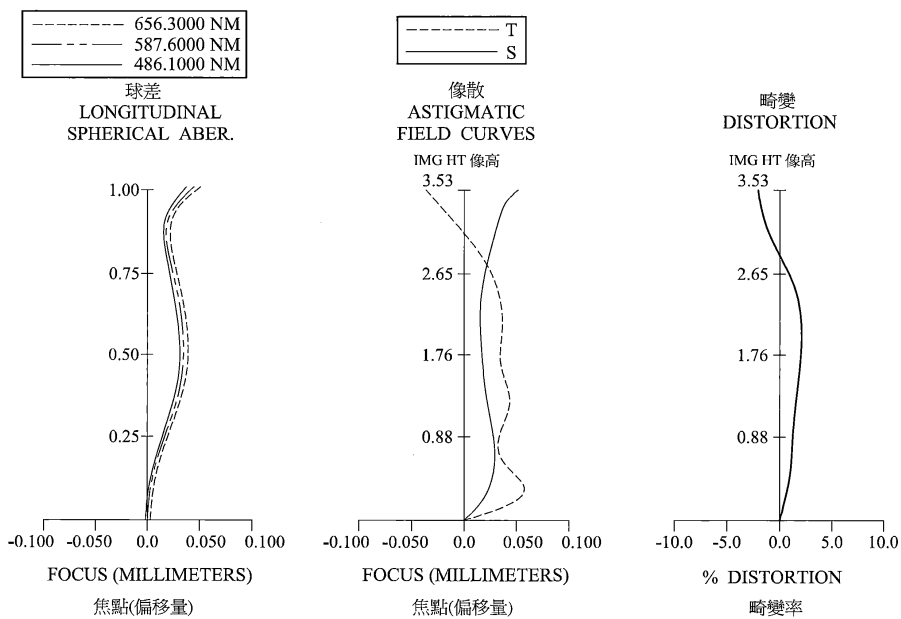 656.3000 NM
587.6000 NM
486.1000 NM
球差
LONGITUDINAL
SPHERICAL ABER.
1.00
0.75
0.50
0.25
-0.100 -0.050 0.0 0.050 0.100
FOCUS (MILLIMETERS)
焦點(偏移量)
T
S
像散
ASTIGMATIC
FIELD CURVES
IMG HT 像高
3.53
2.65
1.76
0.88
-0.100 -0.050 0.0 0.050 0.100
FOCUS (MILLIMETERS)
焦點(偏移量)
畸變
DISTORTION
IMG HT 像高
3.53
2.65
1.76
0.88
-10.0 -5.0 0.0 5.0 10.0
% DISTORTION
畸變率